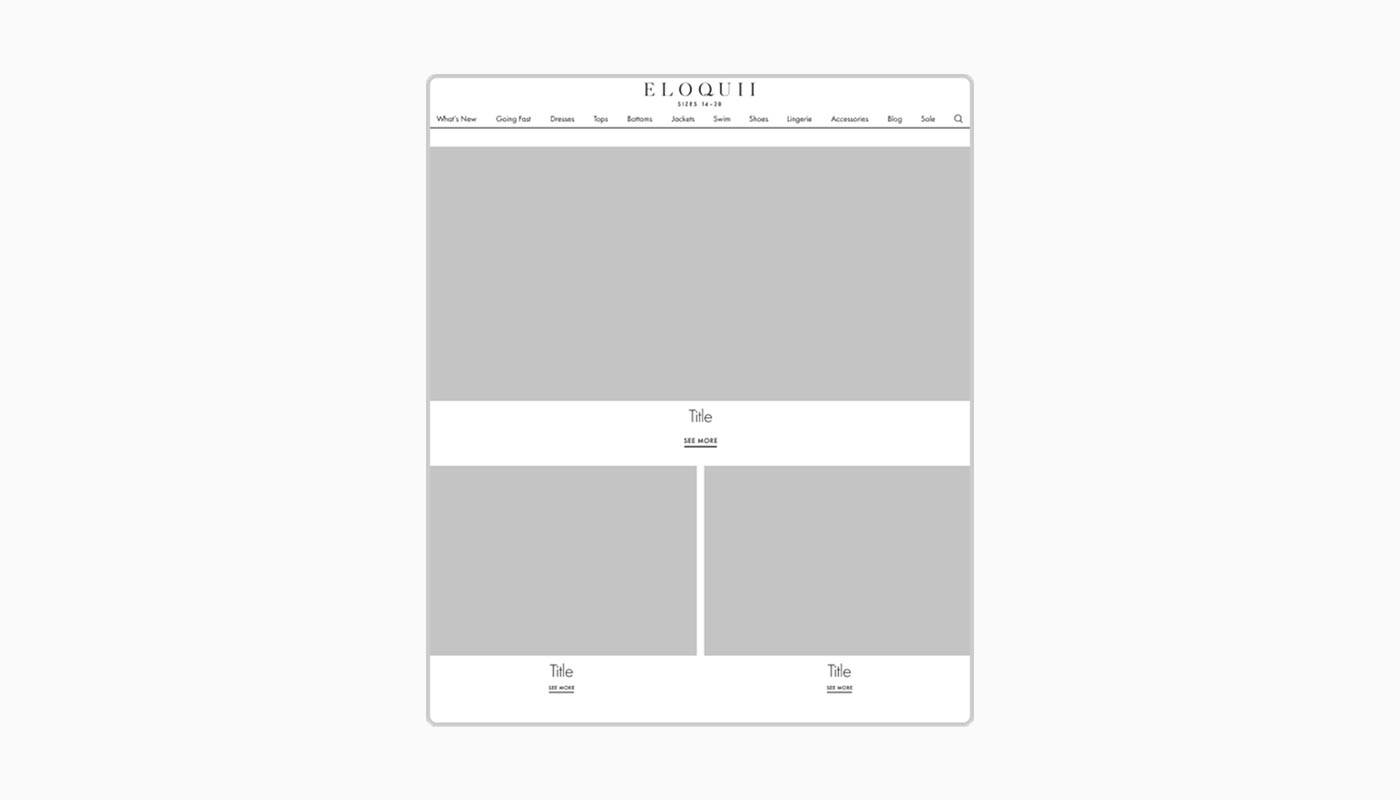 ELOQUII
SIZES 14-28
What's New Going Fast Dresses Tops Bottoms Jackets Swim Shoes Lingerie Accessories Blog Sale
Title
SEE MORE
Title Title
SEE MORE SEE MORE